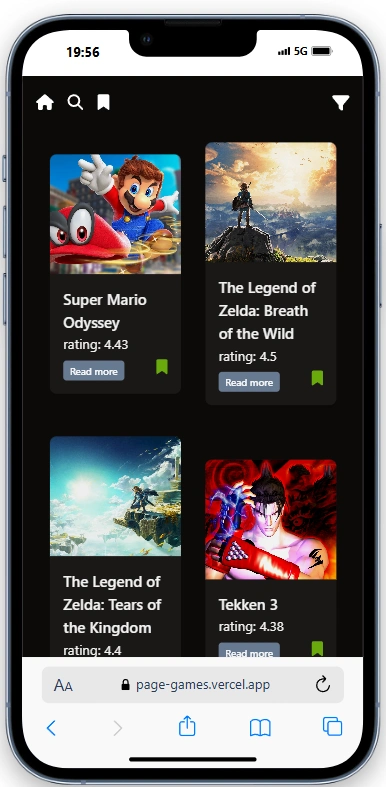 19:56
5G
Super Mario
Odyssey
rating: 4.43
Read more
The Legend of
Zelda: Breath
of the Wild
rating: 4.5
Read more
The Legend of
Zelda: Tears of
the Kingdom
rating: 4.4
Tekken 3
rating: 4.38
Read more
AA
page-games.vercel.app